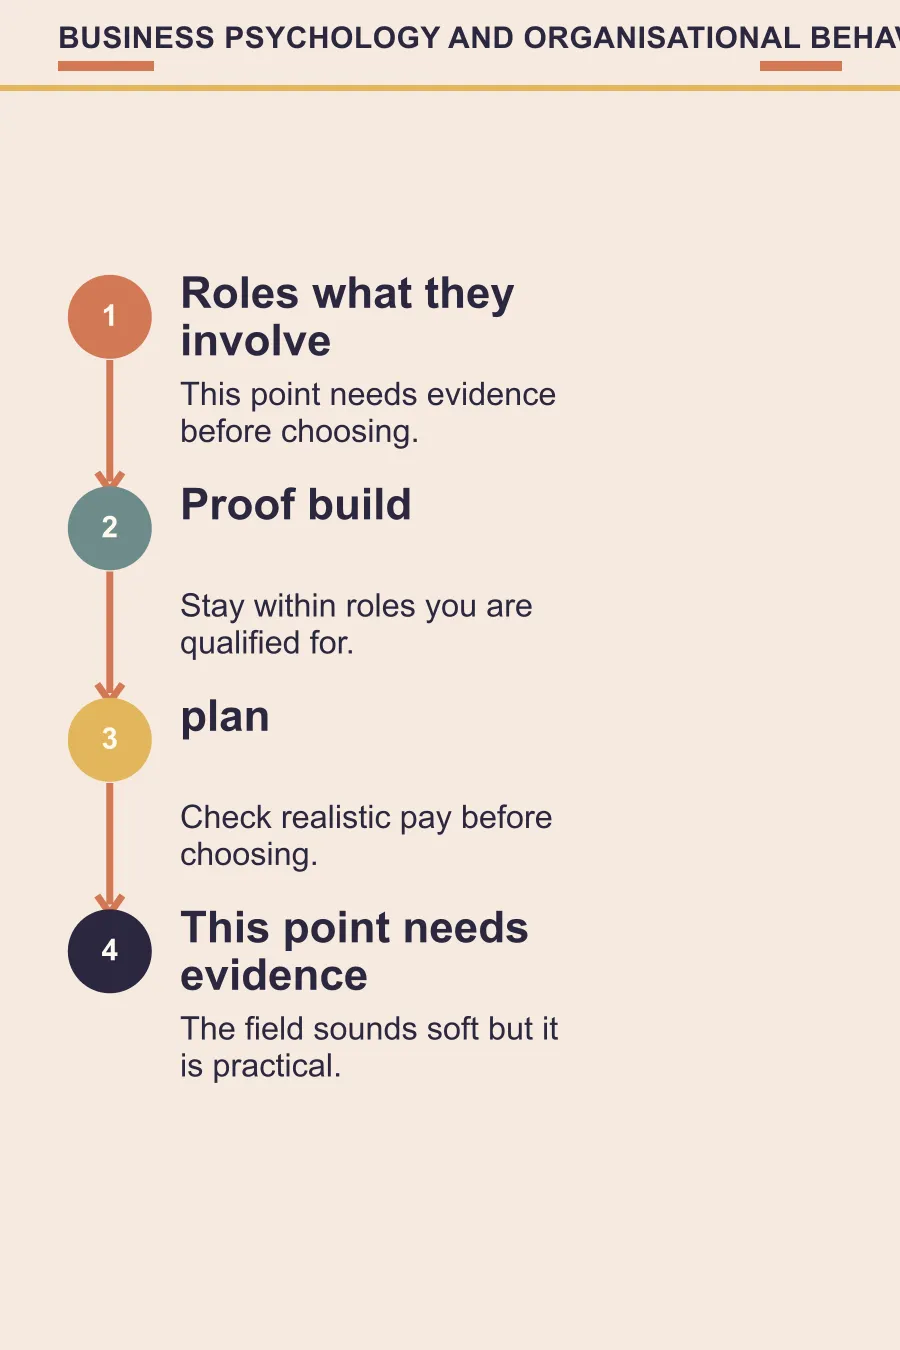 BUSINESS PSYCHOLOGY AND ORGANISATIONAL BEHAV
1
Roles what they
involve
This point needs evidence
before choosing.
2
Proof build
Stay within roles you are
qualified for.
3
plan
Check realistic pay before
choosing.
4
This point needs
evidence
The field sounds soft but it
is practical.